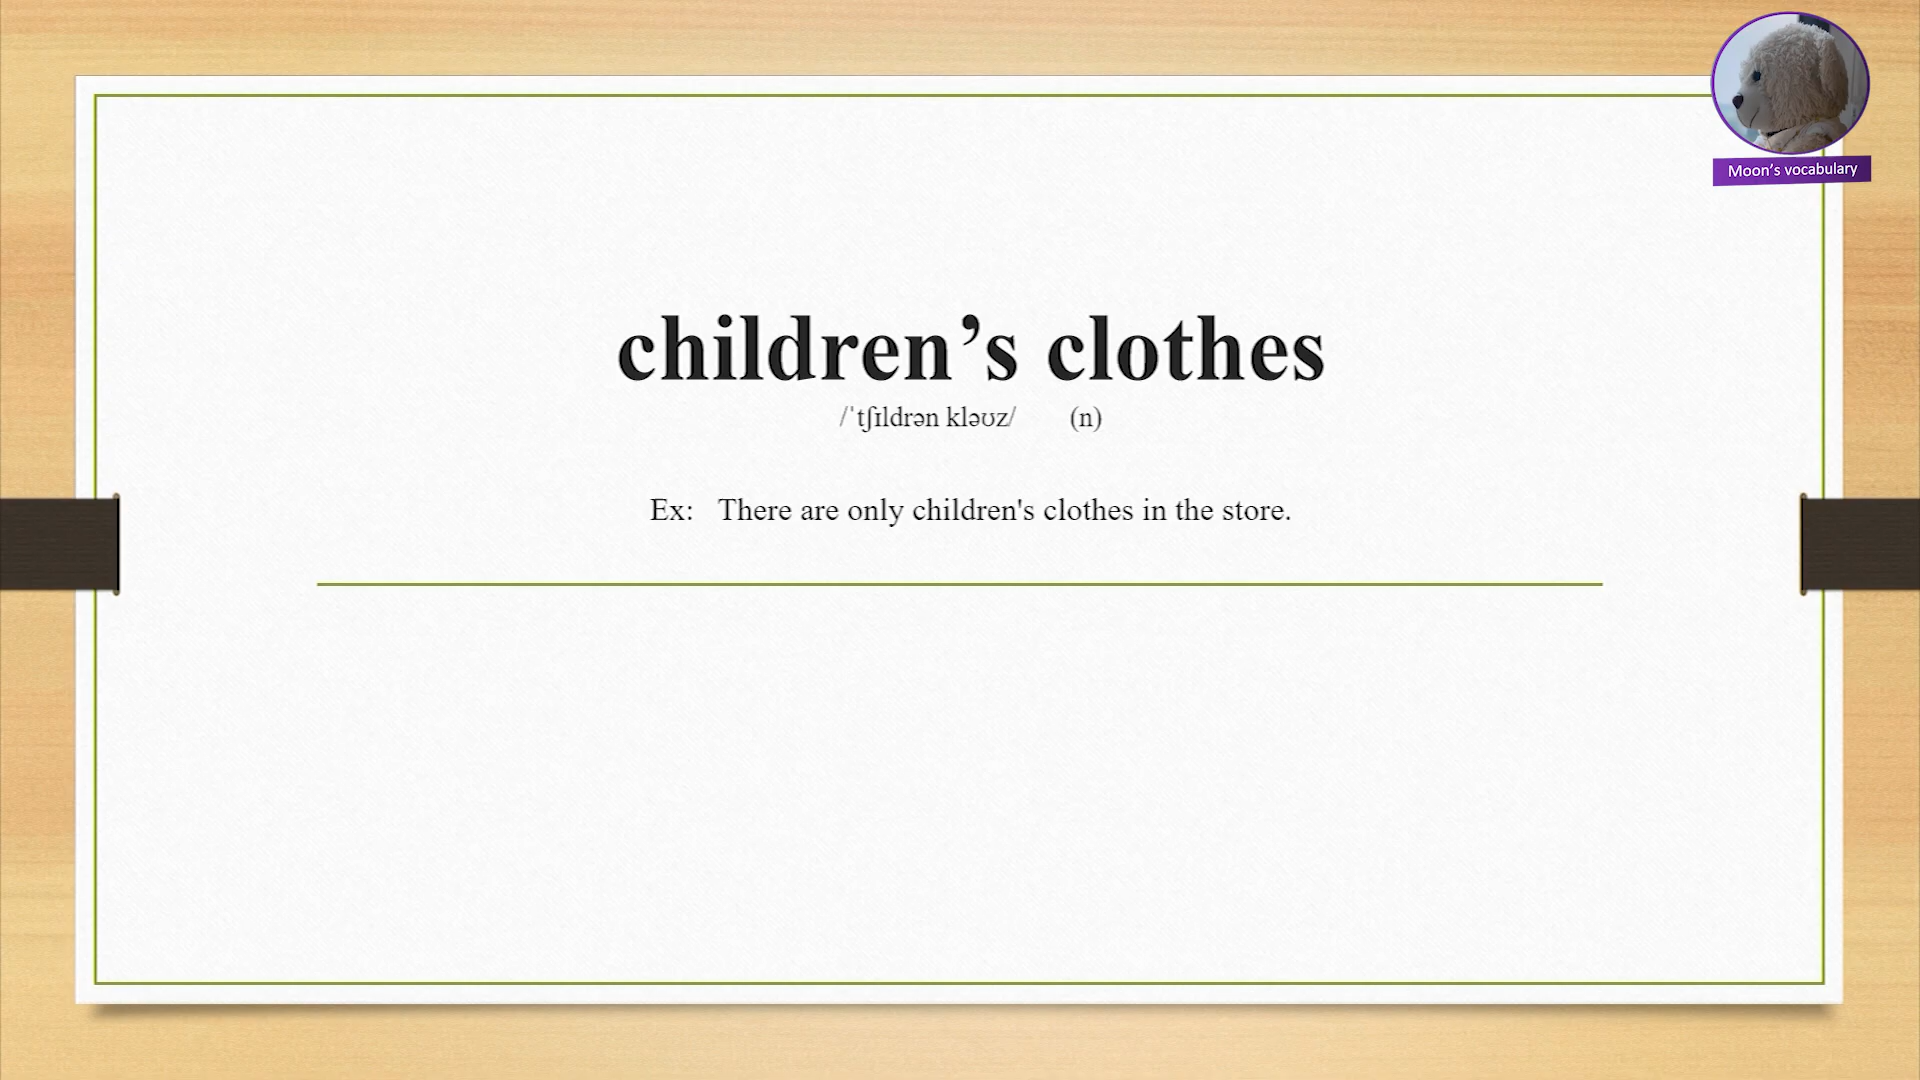 Moon’s vocabulary
children’s clothes
/ˈtʃɪldrən kləʊz/ (n)
Ex: There are only children's clothes in the store.